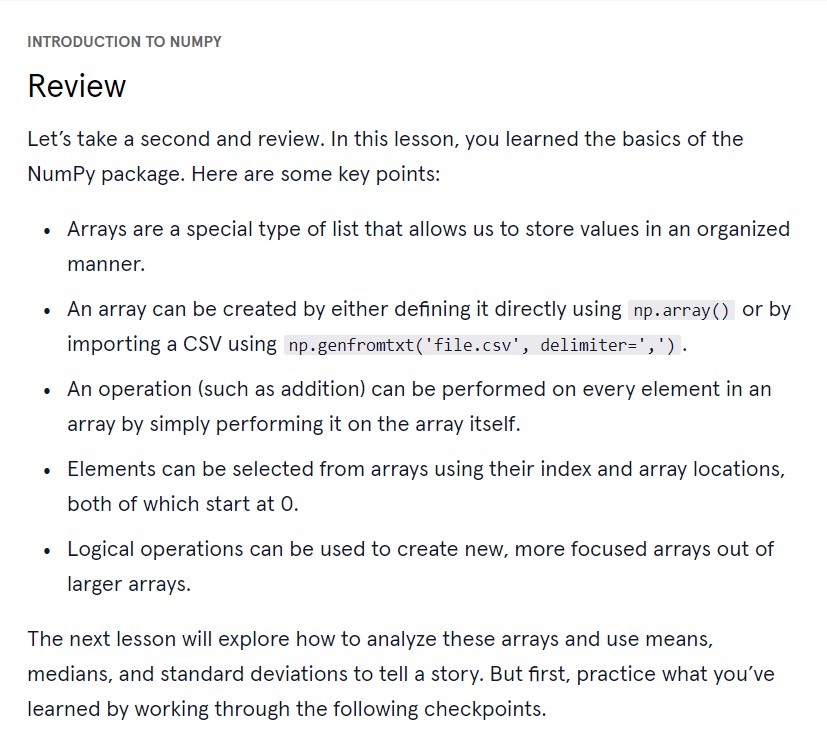 INTRODUCTION TO NUMPY
Review
Let’s take a second and review. In this lesson, you learned the basics of the
NumPy package. Here are some key points:
• Arrays are a special type of list that allows us to store values in an organized
manner.
• An array can be created by either defining it directly using np.array() or by
importing a CSV using np.genfromtxt('file.csv', delimiter=',').
• An operation (such as addition) can be performed on every element in an
array by simply performing it on the array itself.
• Elements can be selected from arrays using their index and array locations,
both of which start at 0.
• Logical operations can be used to create new, more focused arrays out of
larger arrays.
The next lesson will explore how to analyze these arrays and use means,
medians, and standard deviations to tell a story. But first, practice what you’ve
learned by working through the following checkpoints.